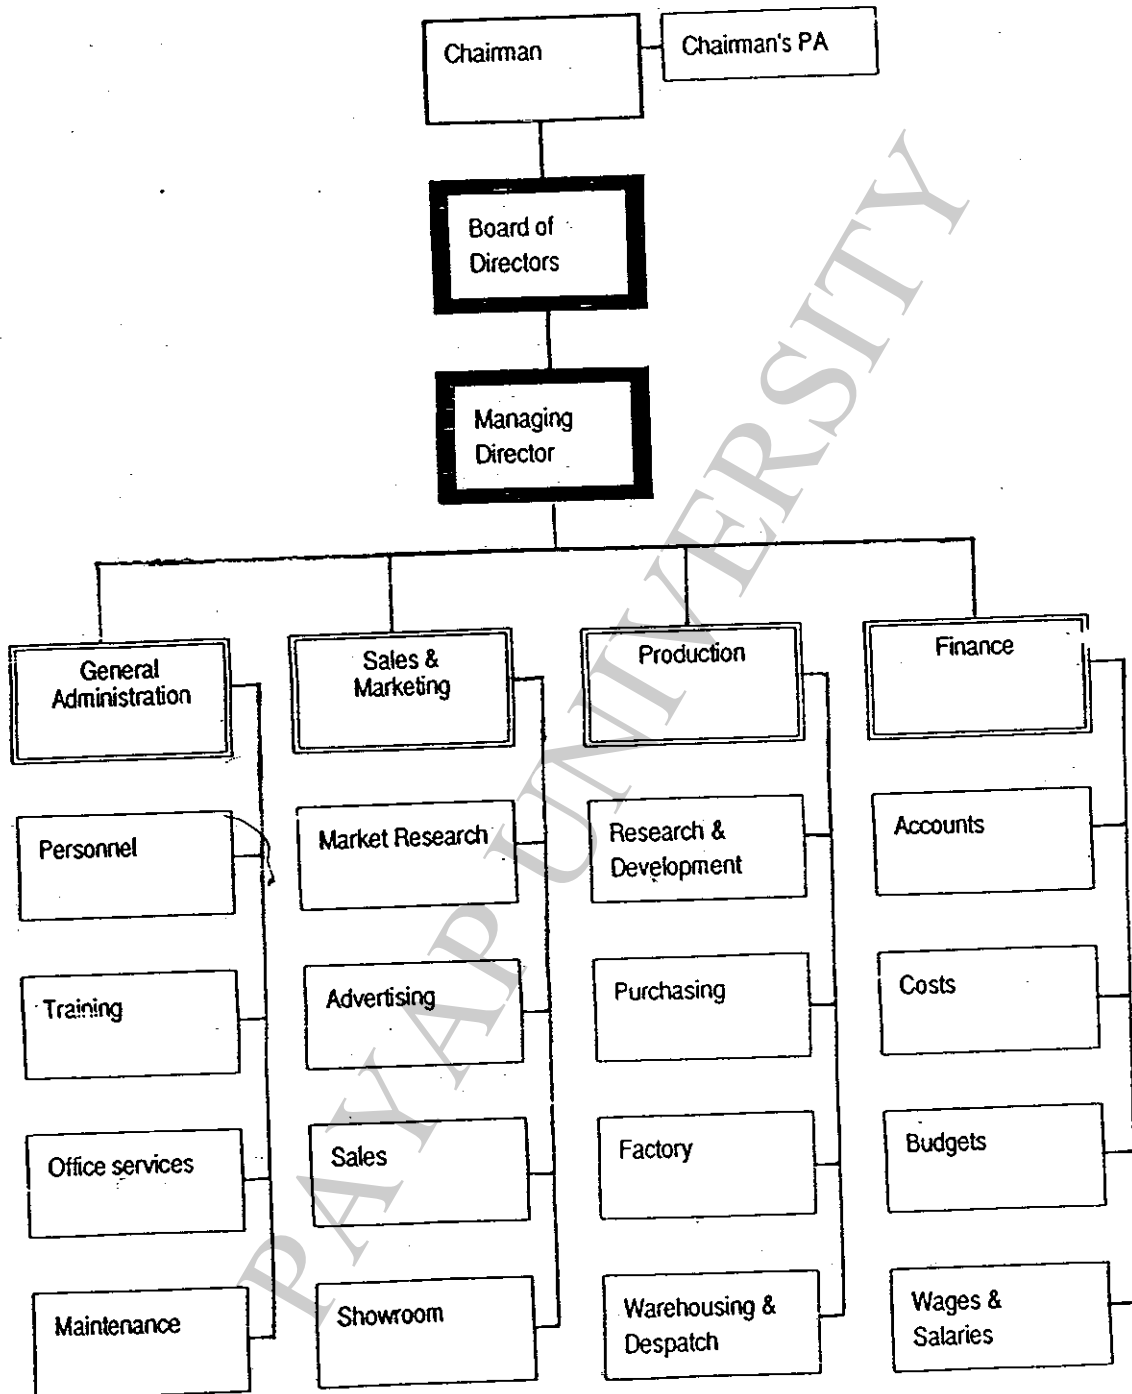 Chairman
Chairman's PA
Board of
Directors
Managing
Director
General
Administration
Sales &
Marketing
Production
Finance
Personnel
Market Research
Research &
Development
Accounts
Training
Advertising
Purchasing
Costs
Office services
Sales
Factory
Budgets
Maintenance
Showroom
Warehousing &
Despatch
Wages &
Salaries
PAYAP UNIVERSITY